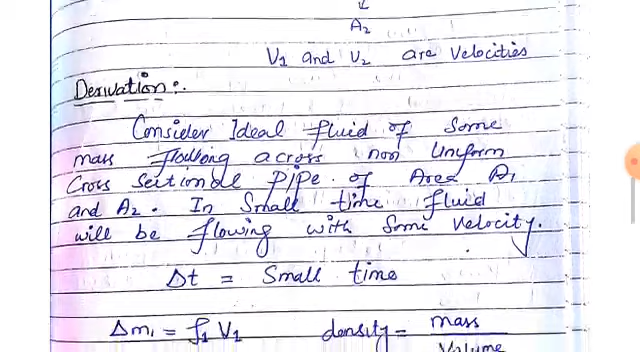 A2
V1 and V2 are Velocities
Derivation:.
Consider Ideal fluid of Some
mass flowong across non Uniform
Cross Sectionale Pipe of Area A1
and A2. In Small time fluid
will be flowing with Some velocity.
Δt = Small time
Δm1 = ρ1 V1 density = mass
Volume